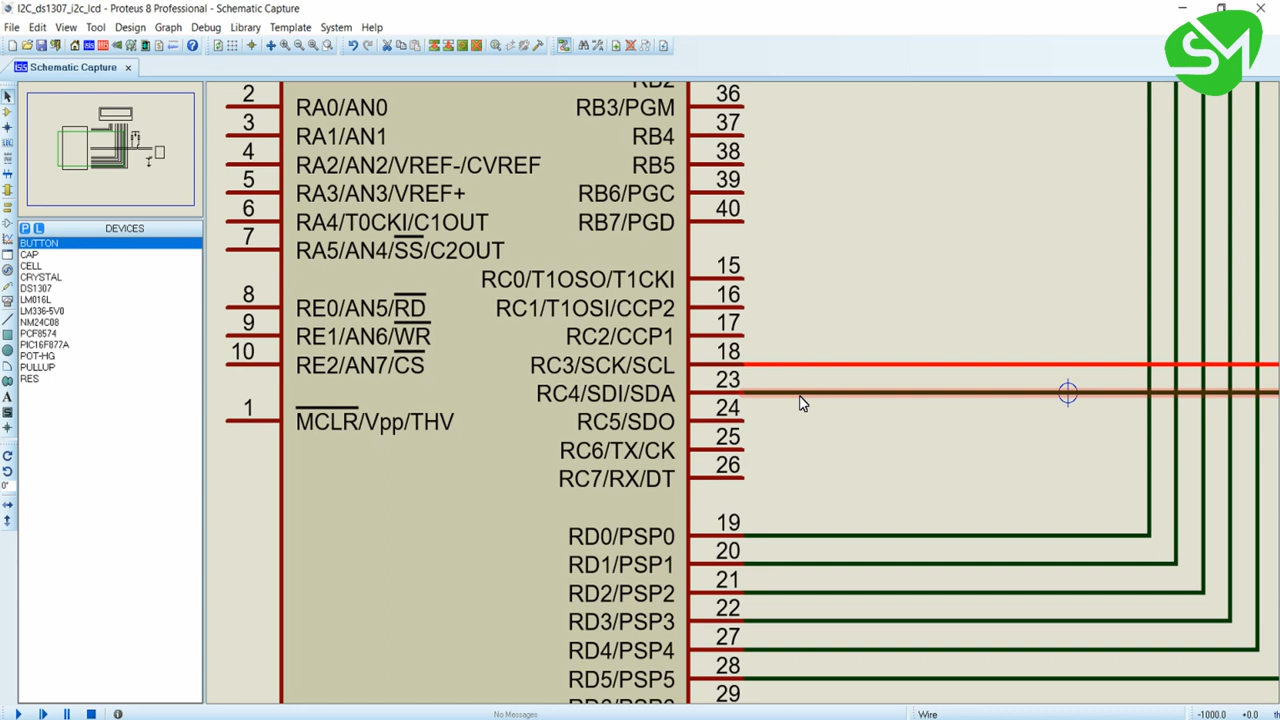 I2C_ds1307_i2c_lcd - Proteus 8 Professional - Schematic Capture
File Edit View Tool Design Graph Debug Library Template System Help
SM
Schematic Capture ×
P L DEVICES
BUTTON
CAP
CELL
CRYSTAL
DS1307
LM016L
LM336-5V0
NM24C08
PCF8574
PIC16F877A
POT-HG
PULLUP
RES
0°
2 RA0/AN0
3 RA1/AN1
4 RA2/AN2/VREF-/CVREF
5 RA3/AN3/VREF+
6 RA4/T0CKI/C1OUT
7 RA5/AN4/SS/C2OUT
8 RE0/AN5/RD
9 RE1/AN6/WR
10 RE2/AN7/CS
1 MCLR/Vpp/THV
RB2
RB3/PGM 36
RB4 37
RB5 38
RB6/PGC 39
RB7/PGD 40
RC0/T1OSO/T1CKI 15
RC1/T1OSI/CCP2 16
RC2/CCP1 17
RC3/SCK/SCL 18
RC4/SDI/SDA 23
RC5/SDO 24
RC6/TX/CK 25
RC7/RX/DT 26
RD0/PSP0 19
RD1/PSP1 20
RD2/PSP2 21
RD3/PSP3 22
RD4/PSP4 27
RD5/PSP5 28
29
No Messages
Wire
-1000.0 +0.0 th